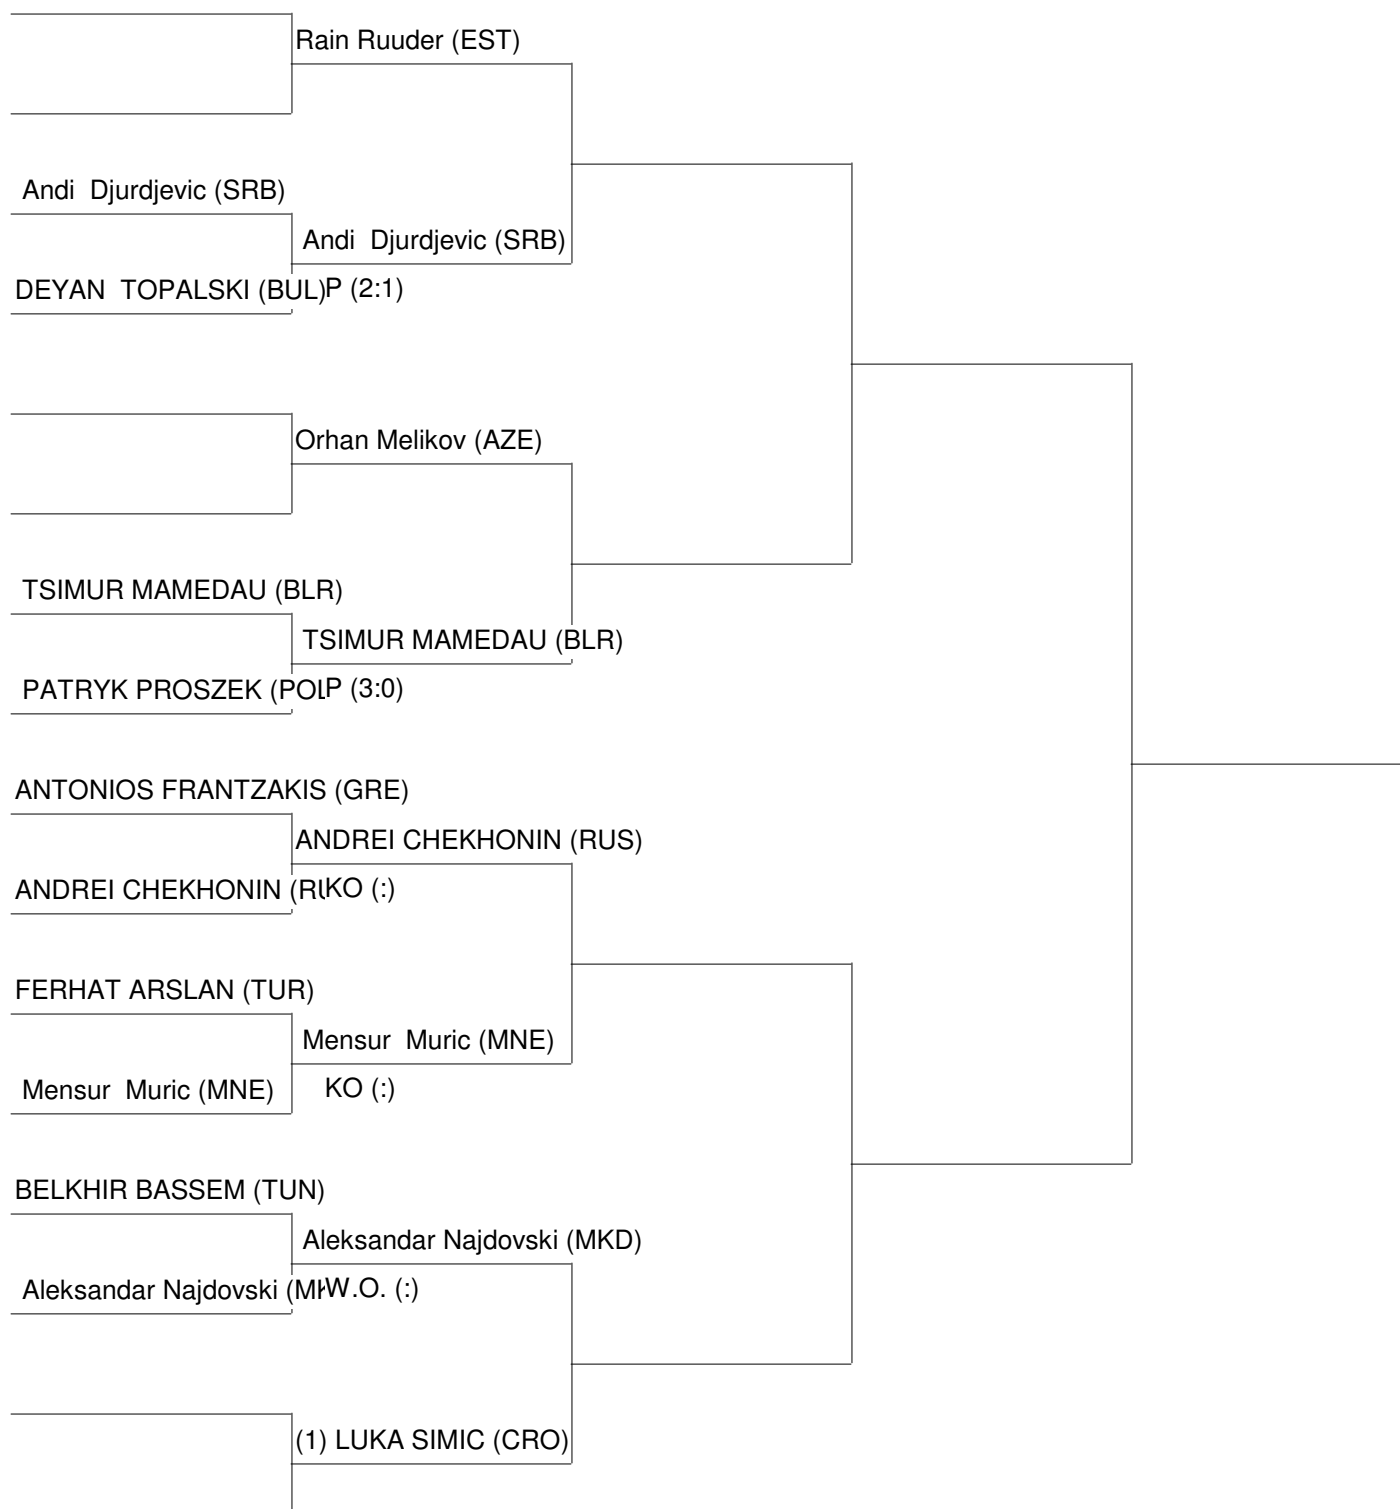 Rain Ruuder (EST)
Andi Djurdjevic (SRB)
Andi Djurdjevic (SRB)
DEYAN TOPALSKI (BUL)
P (2:1)
Orhan Melikov (AZE)
TSIMUR MAMEDAU (BLR)
TSIMUR MAMEDAU (BLR)
PATRYK PROSZEK (POL
P (3:0)
ANTONIOS FRANTZAKIS (GRE)
ANDREI CHEKHONIN (RUS)
ANDREI CHEKHONIN (RU
KO (:)
FERHAT ARSLAN (TUR)
Mensur Muric (MNE)
Mensur Muric (MNE)
KO (:)
BELKHIR BASSEM (TUN)
Aleksandar Najdovski (MKD)
Aleksandar Najdovski (MK
W.O. (:)
(1) LUKA SIMIC (CRO)